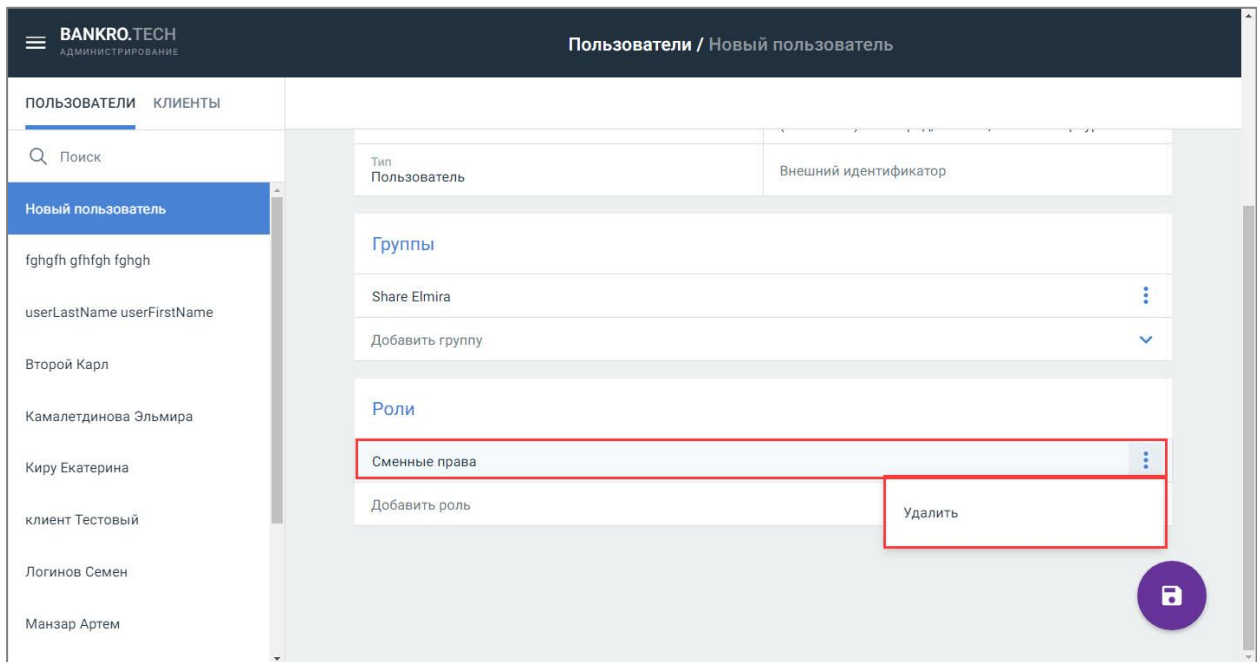 BANKRO.TECH
АДМИНИСТРИРОВАНИЕ
Пользователи / Новый пользователь
ПОЛЬЗОВАТЕЛИ КЛИЕНТЫ
Поиск
Новый пользователь
fghgfh gfhfgh fghgh
userLastName userFirstName
Второй Карл
Камалетдинова Эльмира
Киру Екатерина
клиент Тестовый
Логинов Семен
Манзар Артем
Тип
Пользователь
Внешний идентификатор
Группы
Share Elmira
Добавить группу
Роли
Сменные права
Добавить роль
Удалить